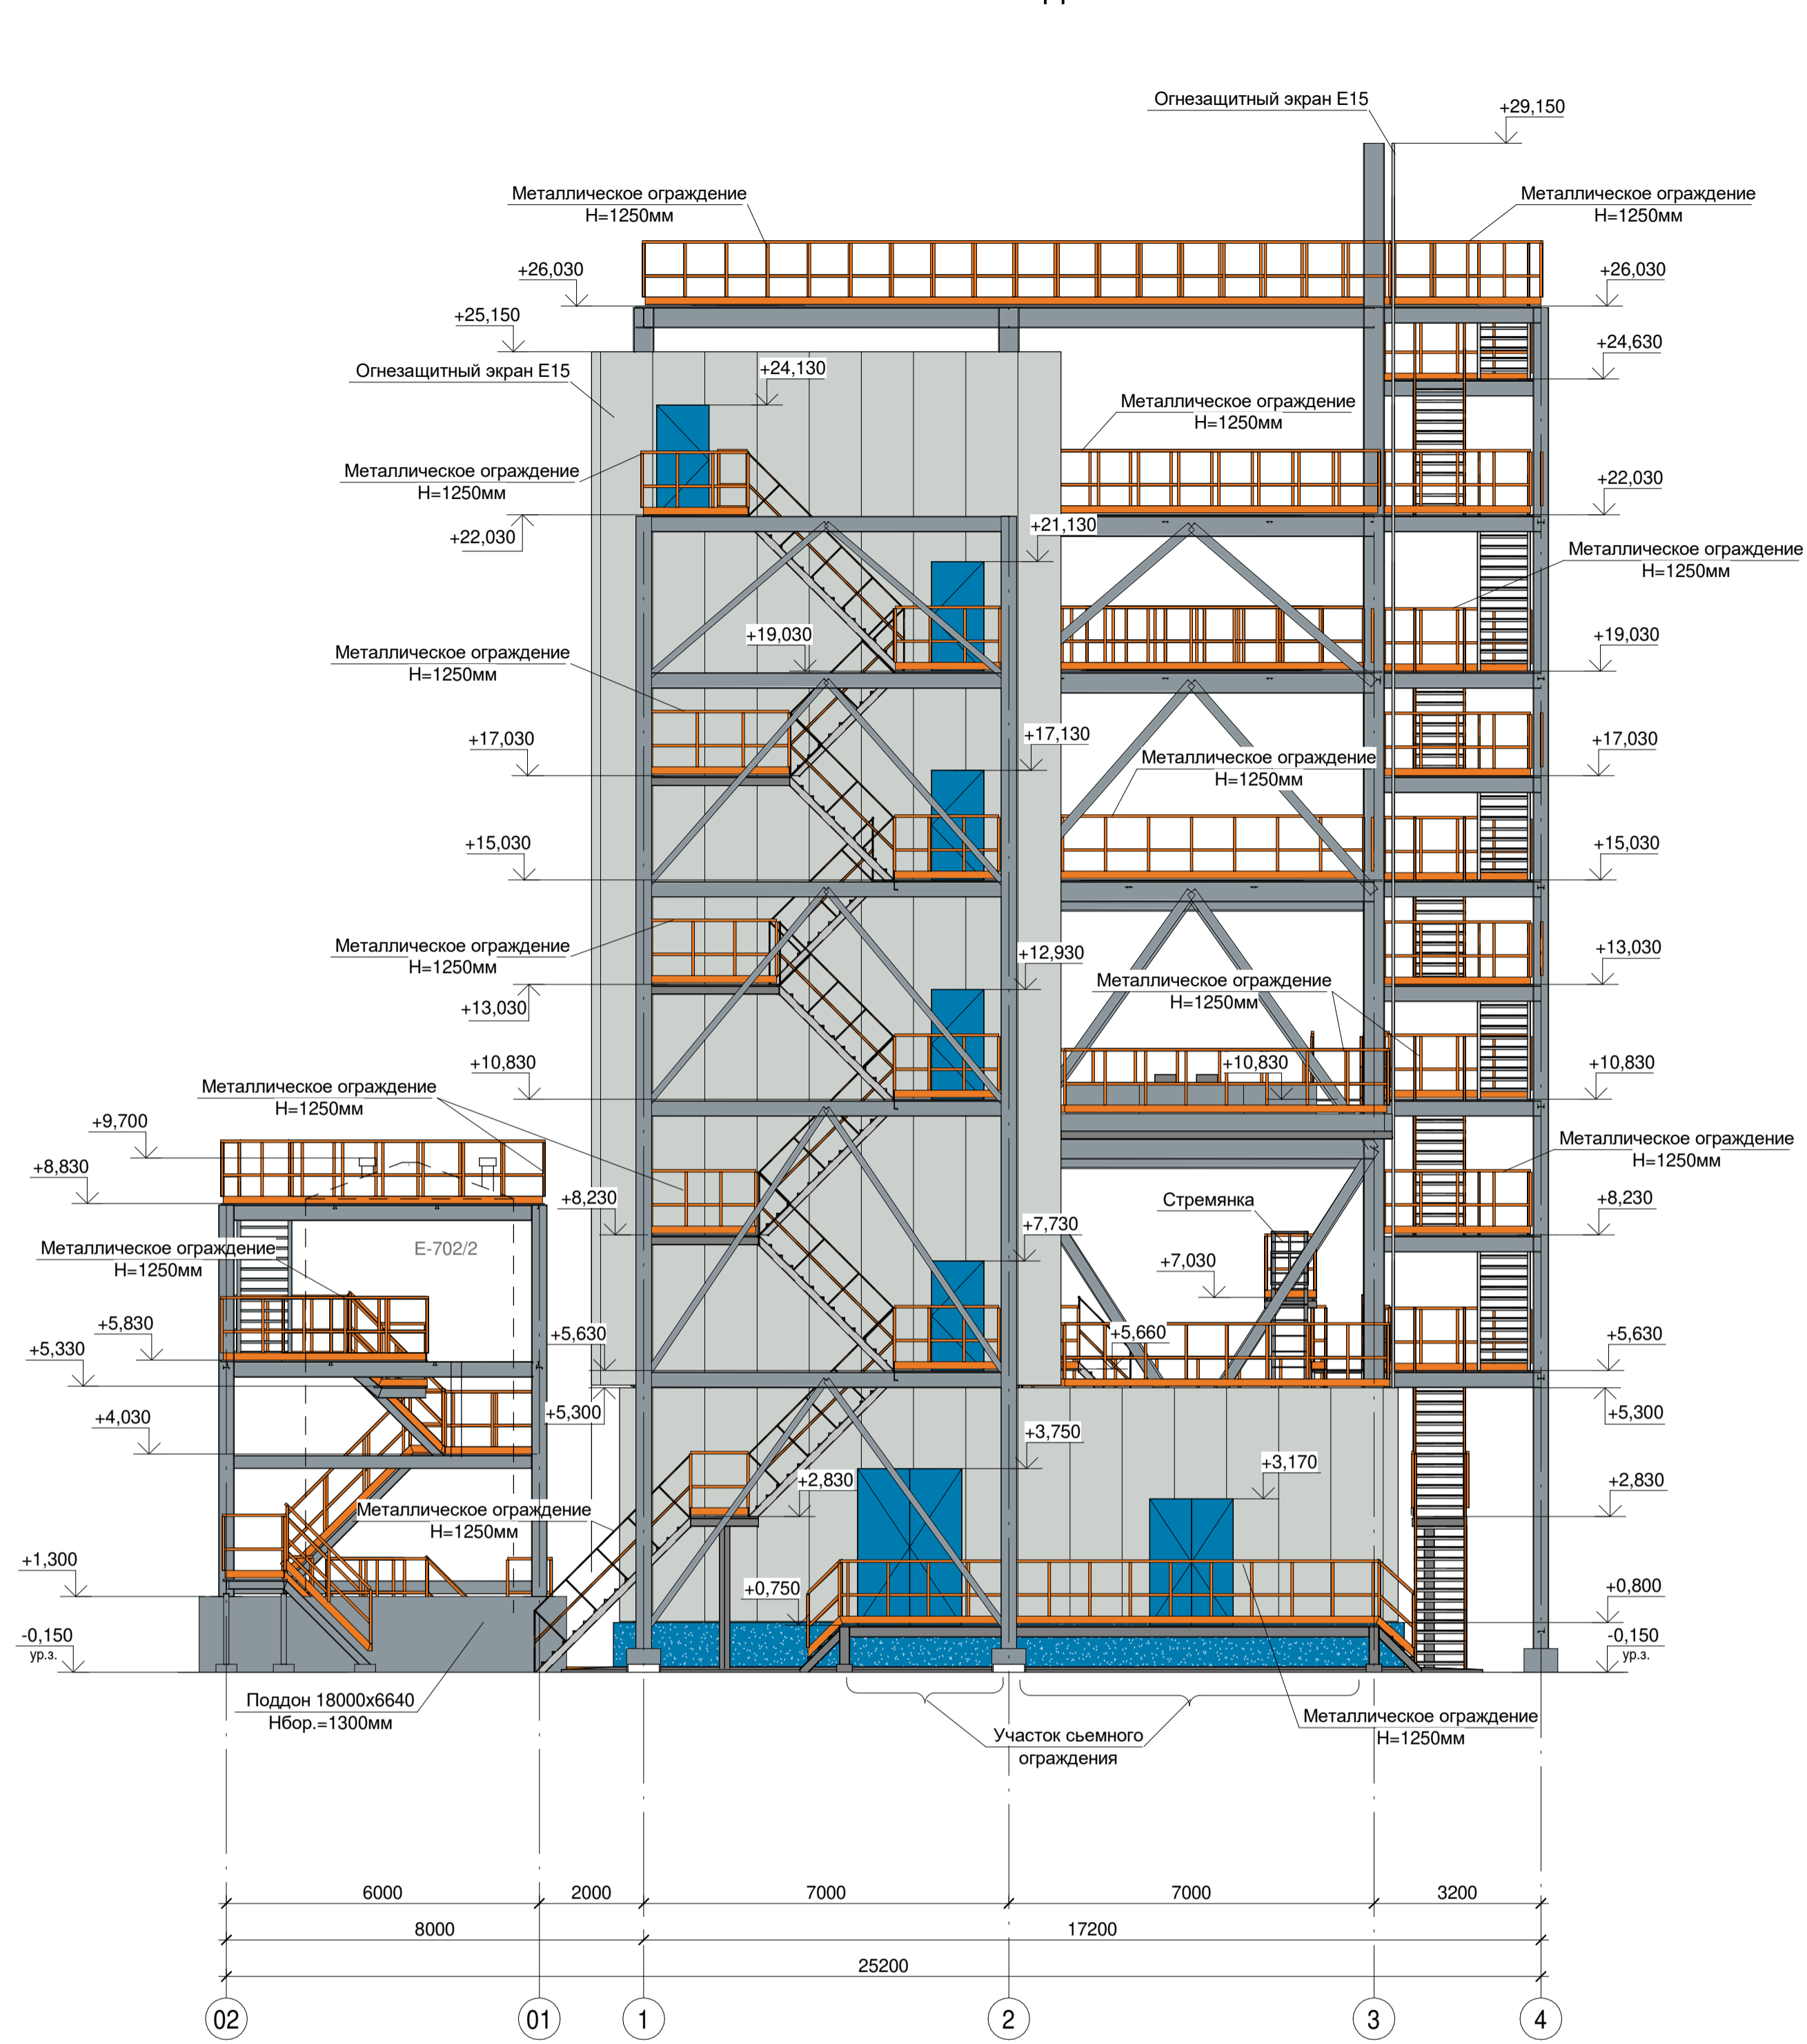 Огнезащитный экран Е15
+29,150
Металлическое ограждение
Н=1250мм
Металлическое ограждение
Н=1250мм
+26,030
+26,030
+25,150
+24,630
Огнезащитный экран Е15
+24,130
Металлическое ограждение
Н=1250мм
Металлическое ограждение
Н=1250мм
+22,030
+22,030
+21,130
Металлическое ограждение
Н=1250мм
+19,030
+19,030
Металлическое ограждение
Н=1250мм
+17,030
+17,130
+17,030
Металлическое ограждение
Н=1250мм
+15,030
+15,030
Металлическое ограждение
Н=1250мм
+12,930
+13,030
Металлическое ограждение
Н=1250мм
+13,030
+10,830
+10,830
+10,830
Металлическое ограждение
Н=1250мм
+9,700
Металлическое ограждение
Н=1250мм
+8,830
+8,230
Стремянка
+8,230
+7,730
Металлическое ограждение
Н=1250мм
Е-702/2
+7,030
+5,830
+5,630
+5,660
+5,630
+5,330
+5,300
+5,300
+4,030
+3,750
+3,170
+2,830
+2,830
Металлическое ограждение
Н=1250мм
+1,300
+0,750
+0,800
-0,150
ур.з.
-0,150
ур.з.
Поддон 18000х6640
Нбор.=1300мм
Участок сьемного
ограждения
Металлическое ограждение
Н=1250мм
6000
2000
7000
7000
3200
8000
17200
25200
02
01
1
2
3
4